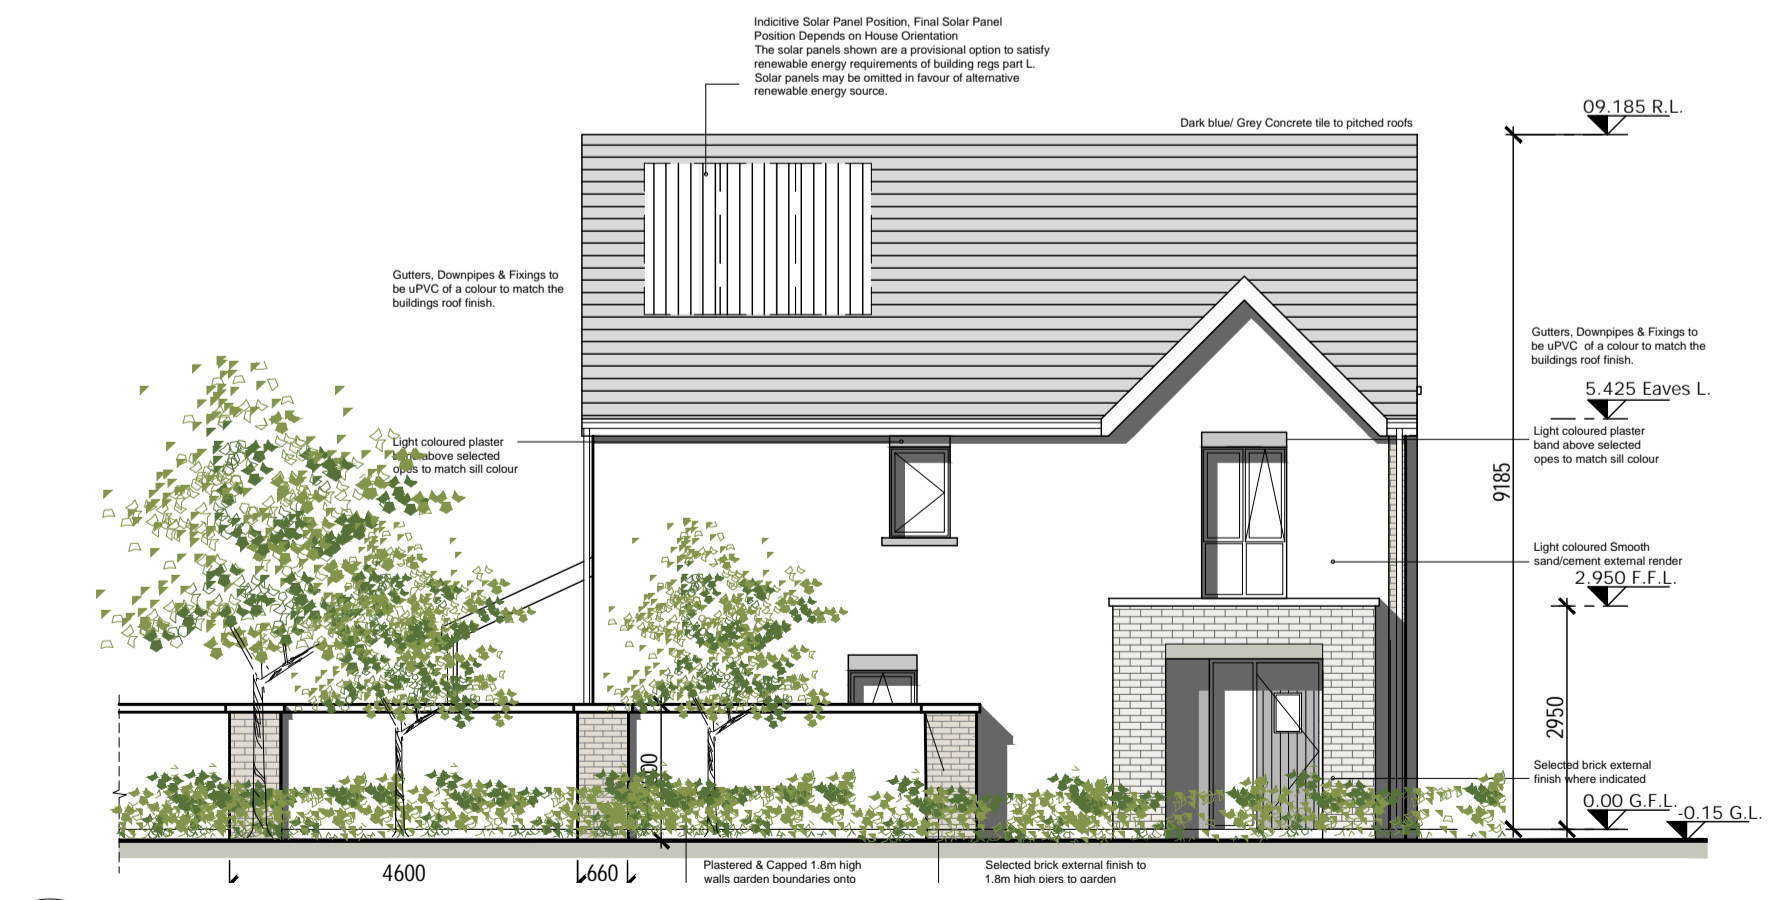 Indicitive Solar Panel Position, Final Solar Panel
Position Depends on House Orientation
The solar panels shown are a provisional option to satisfy
renewable energy requirements of building regs part L.
Solar panels may be omitted in favour of alternative
renewable energy source.
09.185 R.L.
Dark blue/ Grey Concrete tile to pitched roofs
Gutters, Downpipes & Fixings to
be uPVC of a colour to match the
buildings roof finish.
Gutters, Downpipes & Fixings to
be uPVC of a colour to match the
buildings roof finish.
5.425 Eaves L.
Light coloured plaster
band above selected
opes to match sill colour
Light coloured plaster
band above selected
opes to match sill colour
9185
Light coloured Smooth
sand/cement external render
2.950 F.F.L.
2950
Selected brick external
finish where indicated
0.00 G.F.L.
-0.15 G.L.
4600
660
Plastered & Capped 1.8m high
walls garden boundaries onto
Selected brick external finish to
1.8m high piers to garden